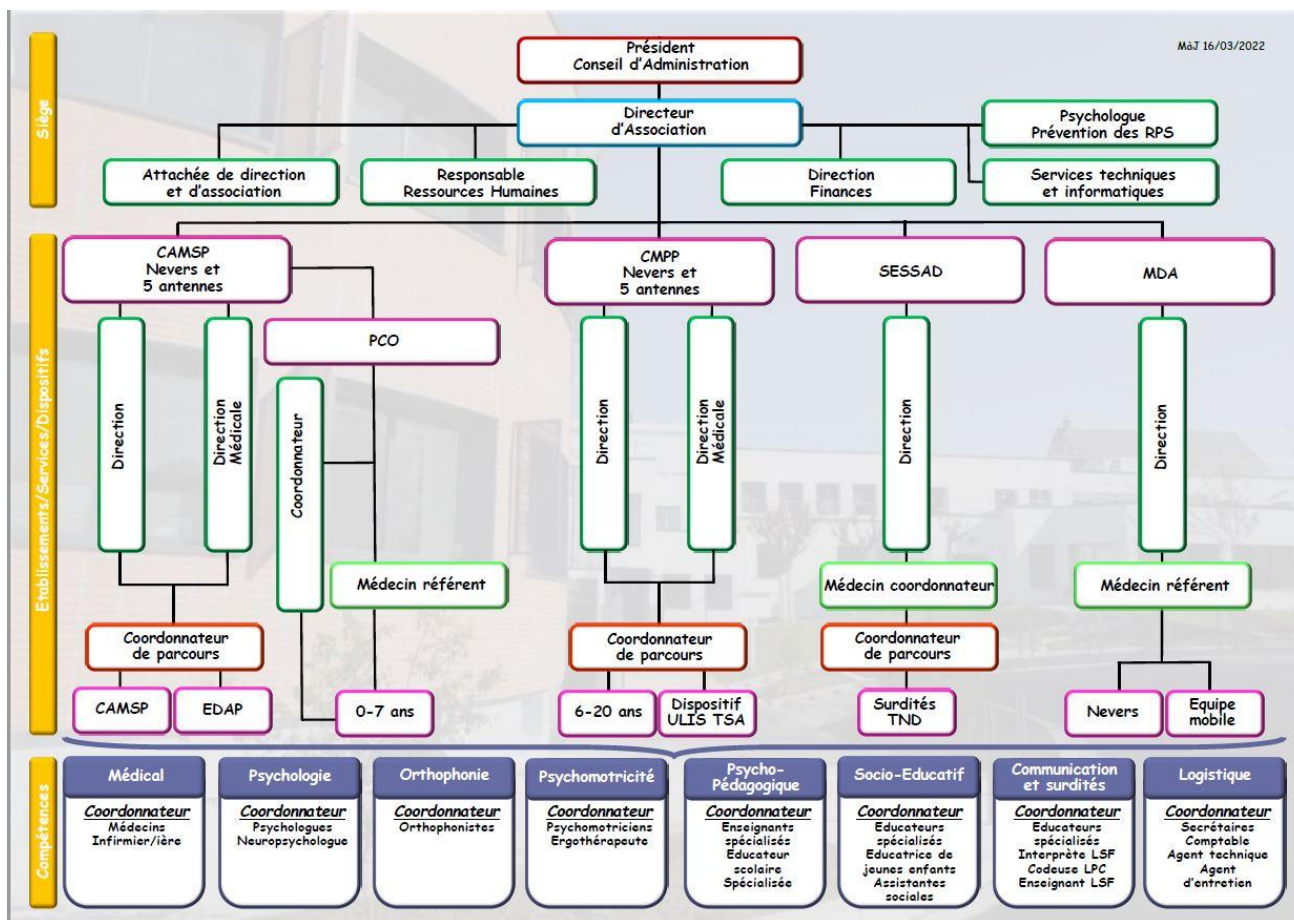 MàJ 16/03/2022
Siège
Président
Conseil d'Administration
Directeur
d'Association
Psychologue
Prévention des RPS
Attachée de direction
et d'association
Responsable
Ressources Humaines
Direction
Finances
Services techniques
et informatiques
Etablissements/Services/Dispositifs
CAMSP
Nevers et
5 antennes
CMPP
Nevers et
5 antennes
SESSAD
MDA
Direction
Direction
Médicale
PCO
Coordonnateur
Direction
Direction
Médicale
Direction
Direction
Médecin référent
Médecin coordonnateur
Médecin référent
Coordonnateur
de parcours
Coordonnateur
de parcours
Coordonnateur
de parcours
CAMSP
EDAP
0-7 ans
6-20 ans
Dispositif
ULIS TSA
Surdités
TND
Nevers
Equipe
mobile
Compétences
Médical
Coordonnateur
Médecins
Infirmier/ière
Psychologie
Coordonnateur
Psychologues
Neuropsychologue
Orthophonie
Coordonnateur
Orthophonistes
Psychomotricité
Coordonnateur
Psychomotriciens
Ergothérapeute
Psycho-
Pédagogique
Coordonnateur
Enseignants
spécialisés
Educateur
scolaire
Spécialisée
Socio-Educatif
Coordonnateur
Educateurs
spécialisés
Educatrice de
jeunes enfants
Assistantes
sociales
Communication
et surdités
Coordonnateur
Educateurs
spécialisés
Interprète LSF
Codeuse LPC
Enseignant LSF
Logistique
Coordonnateur
Secrétaires
Comptable
Agent technique
Agent
d'entretien